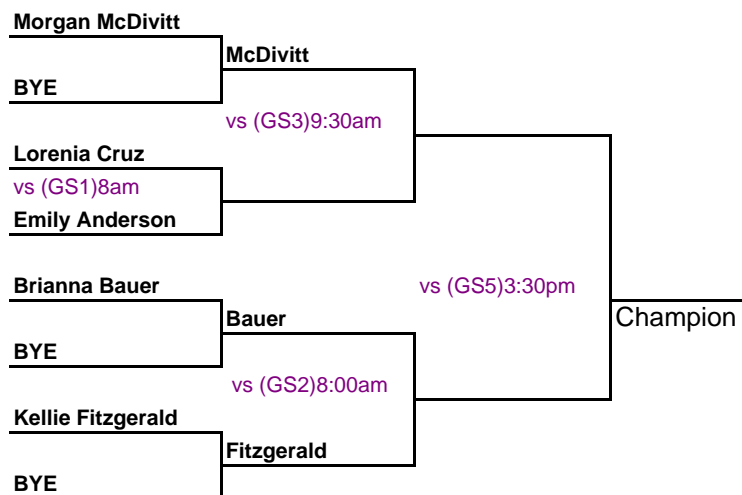 Morgan McDivitt
McDivitt
BYE
vs (GS3)9:30am
Lorenia Cruz
vs (GS1)8am
Emily Anderson
Brianna Bauer
vs (GS5)3:30pm
Bauer
Champion
BYE
vs (GS2)8:00am
Kellie Fitzgerald
Fitzgerald
BYE